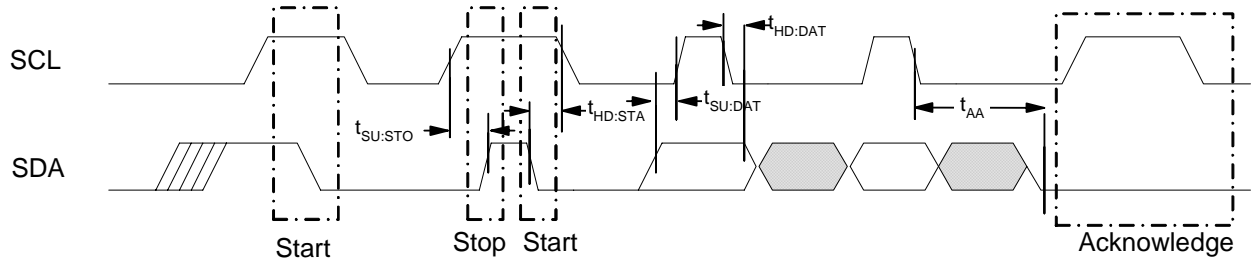 SCL
t_HD:DAT
t_SU:STO
t_HD:STA
t_SU:DAT
t_AA
SDA
Start
Stop
Start
Acknowledge